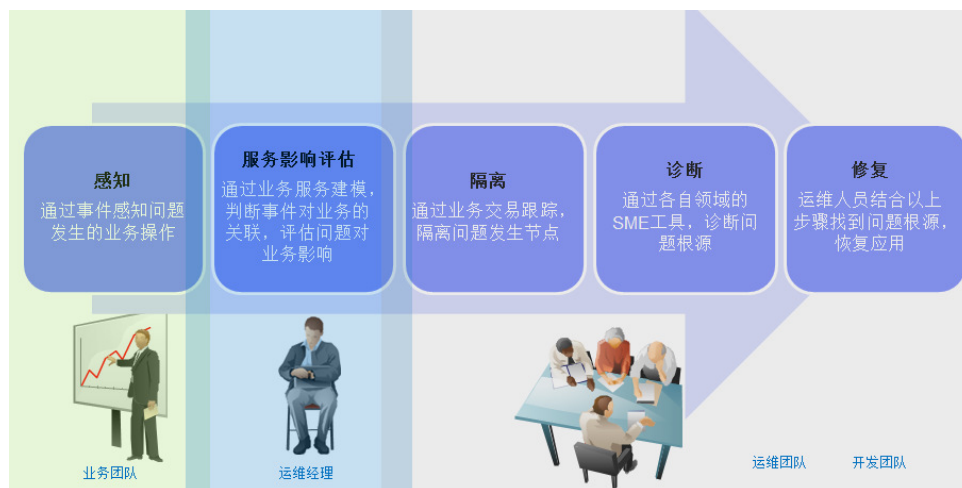 感知
通过事件感知问题
发生的业务操作
服务影响评估
通过业务服务建模，
判断事件对业务的
关联，评估问题对
业务影响
隔离
通过业务交易跟踪，
隔离问题发生节点
诊断
通过各自领域的
SME工具，诊断问
题根源
修复
运维人员结合以上
步骤找到问题根源，
恢复应用
业务团队
运维经理
运维团队
开发团队